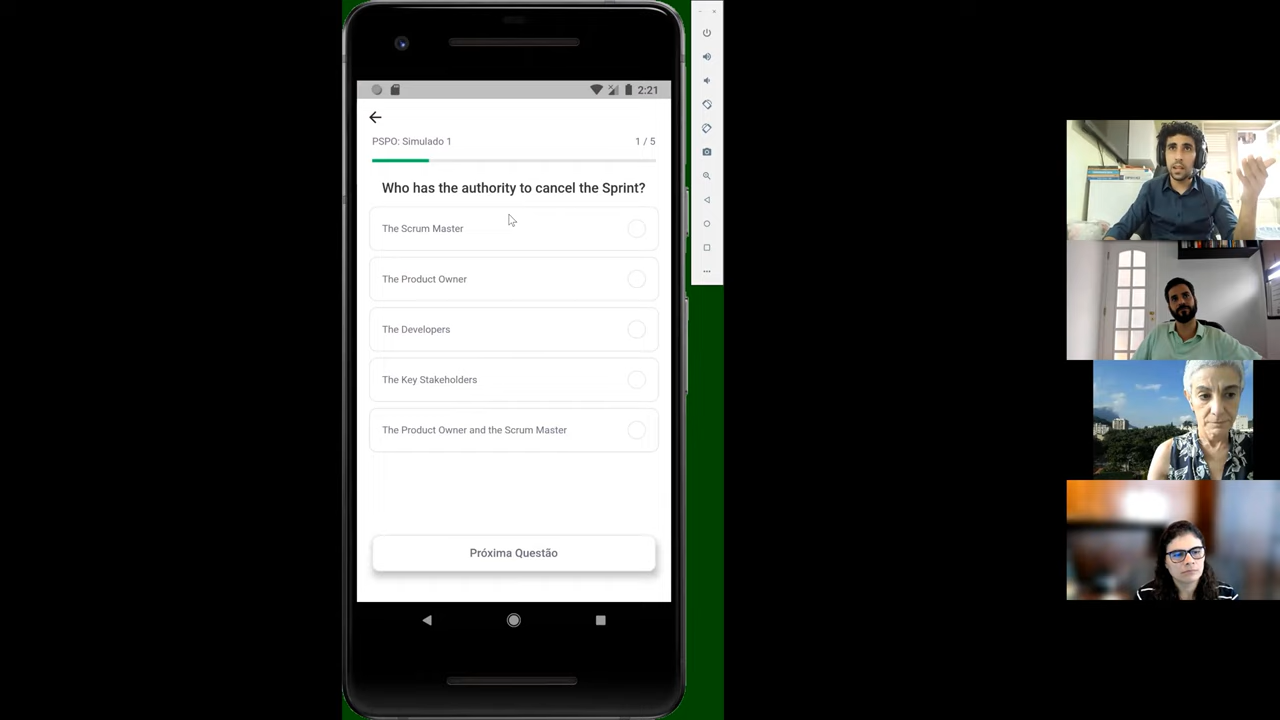 2:21
PSPO: Simulado 1
1 / 5
Who has the authority to cancel the Sprint?
The Scrum Master
The Product Owner
The Developers
The Key Stakeholders
The Product Owner and the Scrum Master
Próxima Questão